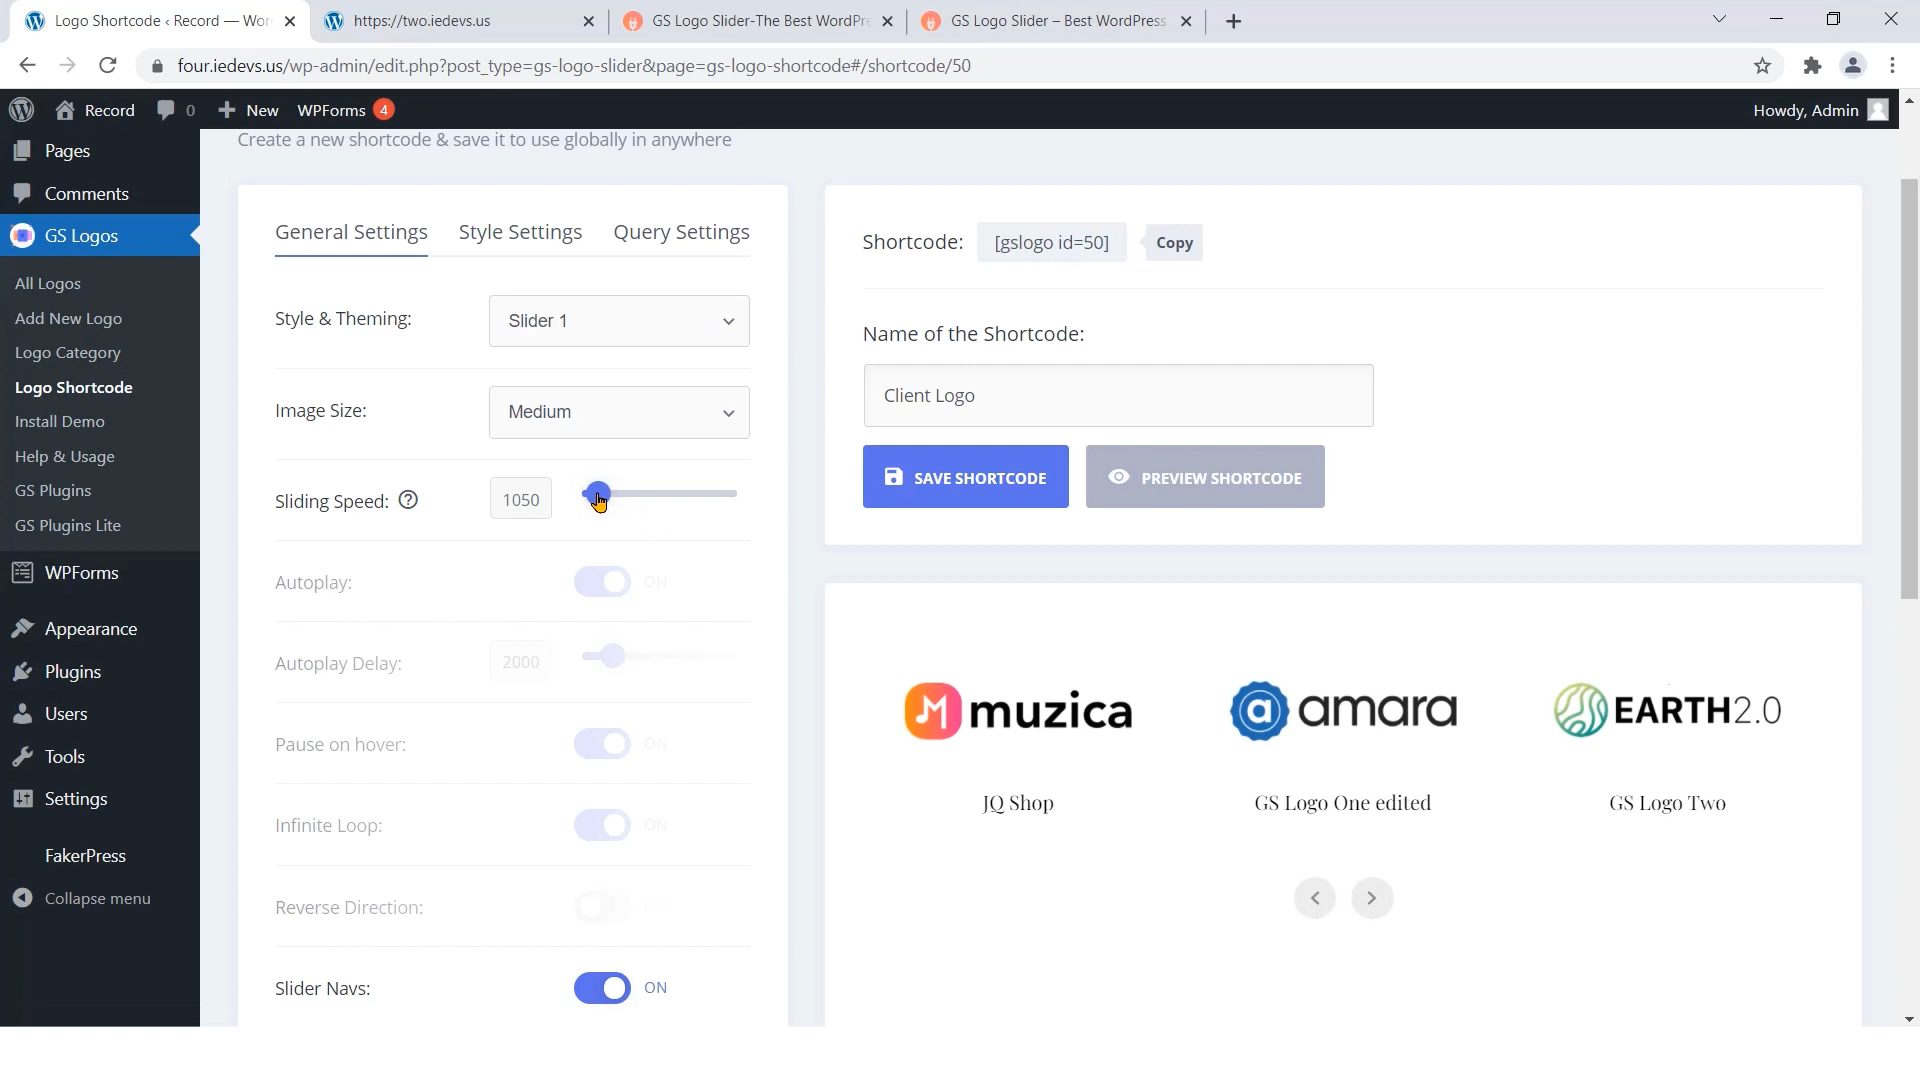 Logo Shortcode ‹ Record — Wor
https://two.iedevs.us
GS Logo Slider-The Best WordPre
GS Logo Slider – Best WordPress
four.iedevs.us/wp-admin/edit.php?post_type=gs-logo-slider&page=gs-logo-shortcode#/shortcode/50
Record
0
New
WPForms
4
Howdy, Admin
Pages
Comments
GS Logos
All Logos
Add New Logo
Logo Category
Logo Shortcode
Install Demo
Help & Usage
GS Plugins
GS Plugins Lite
WPForms
Appearance
Plugins
Users
Tools
Settings
FakerPress
Collapse menu
Create a new shortcode & save it to use globally in anywhere
General Settings
Style Settings
Query Settings
Style & Theming:
Slider 1
Image Size:
Medium
Sliding Speed:
1050
Autoplay:
ON
Autoplay Delay:
2000
Pause on hover:
ON
Infinite Loop:
ON
Reverse Direction:
Slider Navs:
ON
Shortcode:
[gslogo id=50]
Copy
Name of the Shortcode:
Client Logo
SAVE SHORTCODE
PREVIEW SHORTCODE
muzica
amara
EARTH2.0
JQ Shop
GS Logo One edited
GS Logo Two